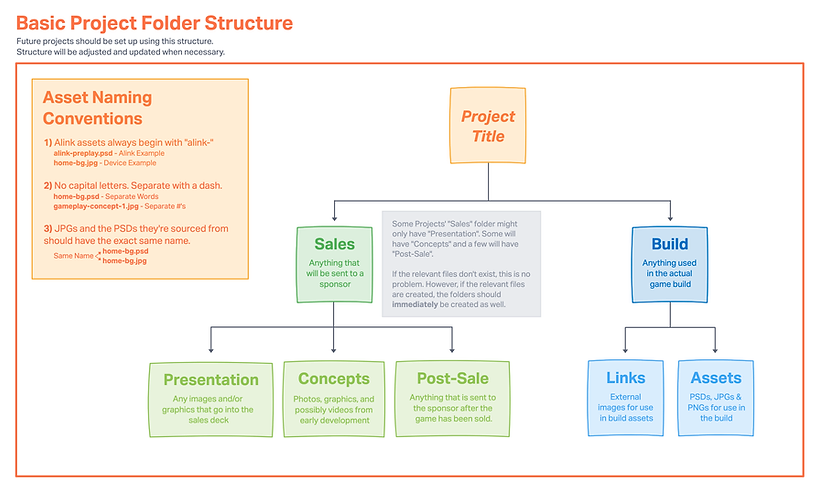 Basic Project Folder Structure
Future projects should be set up using this structure.
Structure will be adjusted and updated when necessary.
Asset Naming
Conventions
1) Alink assets always begin with "alink-"
alink-preplay.psd - Alink Example
home-bg.jpg - Device Example
2) No capital letters. Separate with a dash.
home-bg.psd - Separate Words
gameplay-concept-1.jpg - Separate #'s
3) JPGs and the PSDs they're sourced from
should have the exact same name.
Same Name
home-bg.psd
home-bg.jpg
Project
Title
Sales
Anything that
will be sent to a
sponsor
Some Projects' "Sales" folder might
only have "Presentation". Some will
have "Concepts" and a few will have
"Post-Sale".
If the relevant files don't exist, this is no
problem. However, if the relevant files
are created, the folders should
immediately be created as well.
Build
Anything used
in the actual
game build
Presentation
Any images and/or
graphics that go into the
sales deck
Concepts
Photos, graphics, and
possibly videos from
early development
Post-Sale
Anything that is sent to
the sponsor after the
game has been sold.
Links
External
images for use
in build assets
Assets
PSDs, JPGs &
PNGs for use in
the build